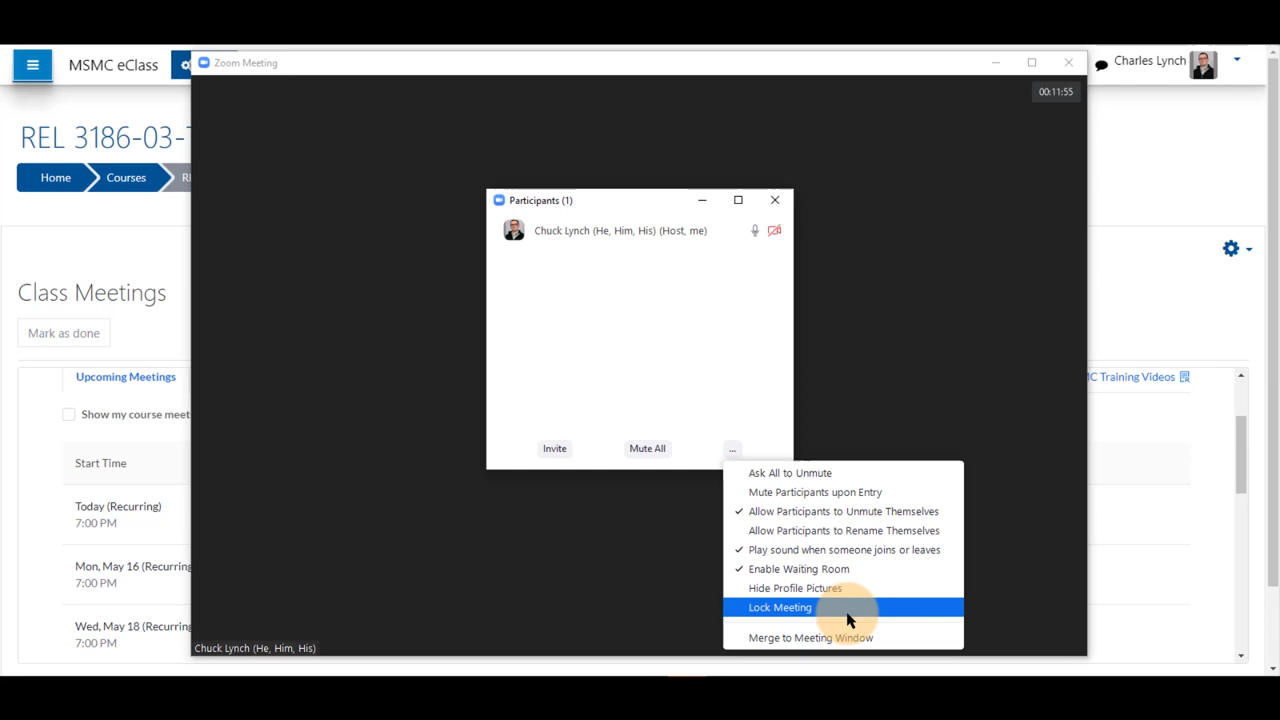 MSMC eClass
Zoom Meeting
Charles Lynch
00:11:55
REL 3186-03-
Home
Courses
Participants (1)
Chuck Lynch (He, Him, His) (Host, me)
Class Meetings
Mark as done
Upcoming Meetings
C Training Videos
Show my course meet
Invite
Mute All
...
Start Time
Ask All to Unmute
Mute Participants upon Entry
Allow Participants to Unmute Themselves
Allow Participants to Rename Themselves
Play sound when someone joins or leaves
Enable Waiting Room
Hide Profile Pictures
Lock Meeting
Merge to Meeting Window
Today (Recurring)
7:00 PM
Mon, May 16 (Recurring
7:00 PM
Wed, May 18 (Recurring
7:00 PM
Chuck Lynch (He, Him, His)